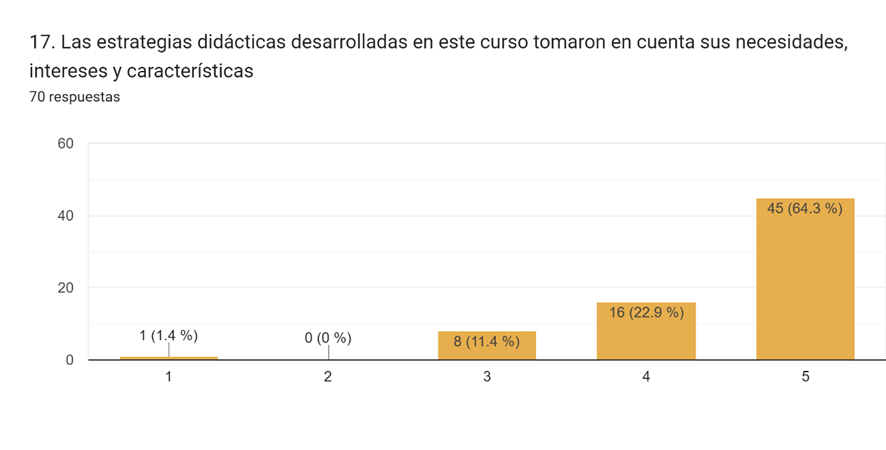 17. Las estrategias didácticas desarrolladas en este curso tomaron en cuenta sus necesidades,
intereses y características
70 respuestas
60
40
20
0
1 (1.4 %)
0 (0 %)
8 (11.4 %)
16 (22.9 %)
45 (64.3 %)
1
2
3
4
5